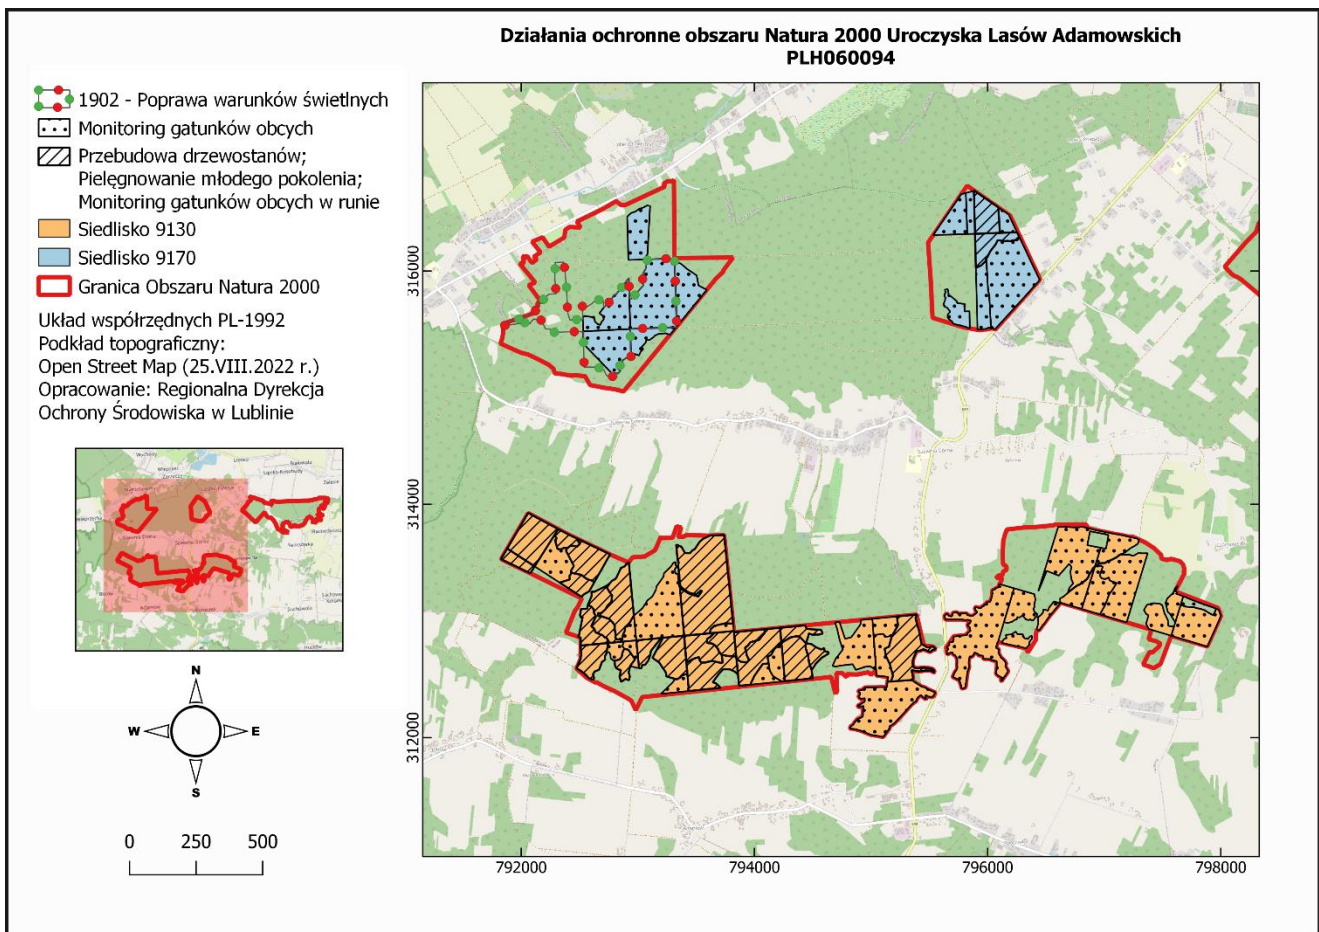 Działania ochronne obszaru Natura 2000 Uroczyska Lasów Adamowskich
PLH060094
1902 - Poprawa warunków świetlnych
Monitoring gatunków obcych
Przebudowa drzewostanów;
Pielęgnowanie młodego pokolenia;
Monitoring gatunków obcych w runie
Siedlisko 9130
Siedlisko 9170
Granica Obszaru Natura 2000
Układ współrzędnych PL-1992
Podkład topograficzny:
Open Street Map (25.VIII.2022 r.)
Opracowanie: Regionalna Dyrekcja
Ochrony Środowiska w Lublinie
N
W
E
S
0 250 500
316000
314000
312000
792000 794000 796000 798000